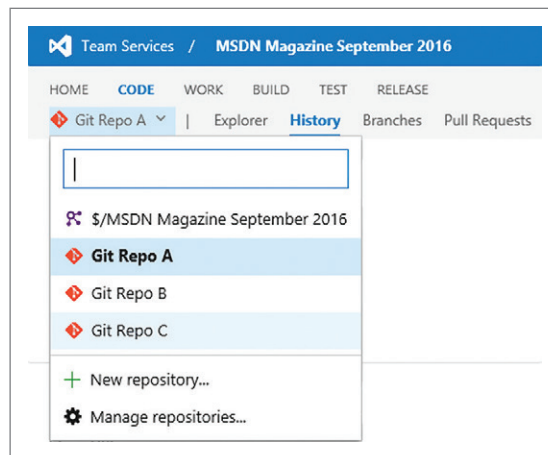 Team Services / MSDN Magazine September 2016
HOME CODE WORK BUILD TEST RELEASE
Git Repo A | Explorer History Branches Pull Requests
$/MSDN Magazine September 2016
Git Repo A
Git Repo B
Git Repo C
New repository...
Manage repositories...